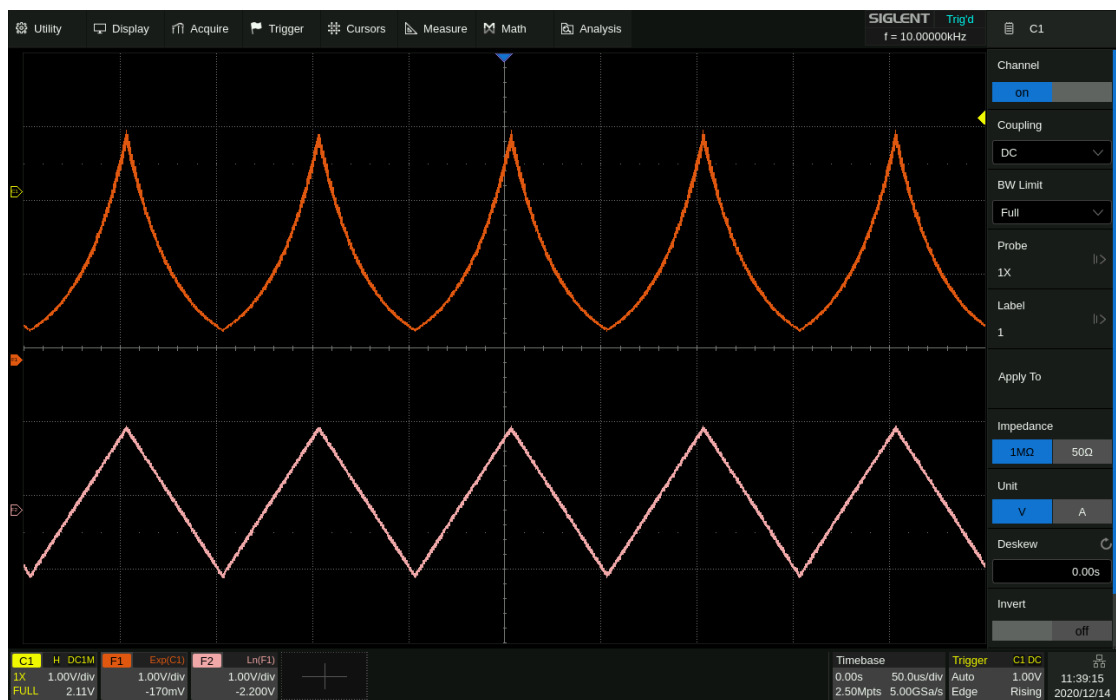 Utility Display Acquire Trigger Cursors Measure Math Analysis
SIGLENT Trig'd
f = 10.00000kHz
C1
Channel
on
Coupling
DC
BW Limit
Full
Probe
1X
Label
1
Apply To
Impedance
1MΩ 50Ω
Unit
V A
Deskew
0.00s
Invert
off
C1
F1
F2
C1 H DC1M
1X 1.00V/div
FULL 2.11V
F1 Exp(C1)
1.00V/div
-170mV
F2 Ln(F1)
1.00V/div
-2.200V
Timebase
0.00s 50.0us/div
2.50Mpts 5.00GSa/s
Trigger C1 DC
Auto 1.00V
Edge Rising
11:39:15
2020/12/14